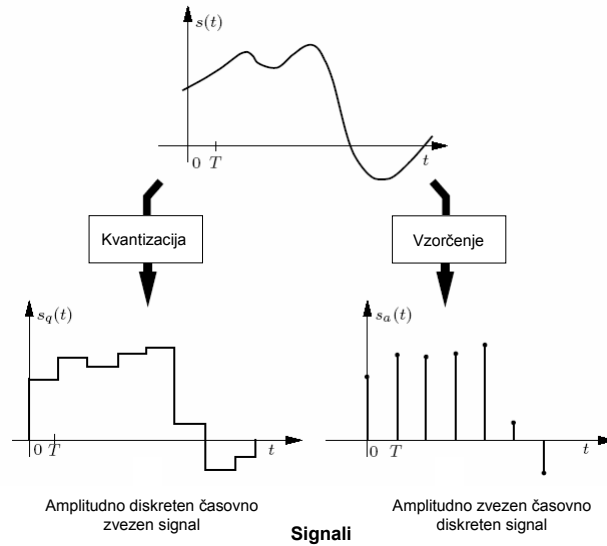 s(t)
0 T t
Kvantizacija
Vzorčenje
s_q(t)
0 T t
s_a(t)
0 T t
Amplitudno diskreten časovno
zvezen signal
Amplitudno zvezen časovno
diskreten signal
Signali